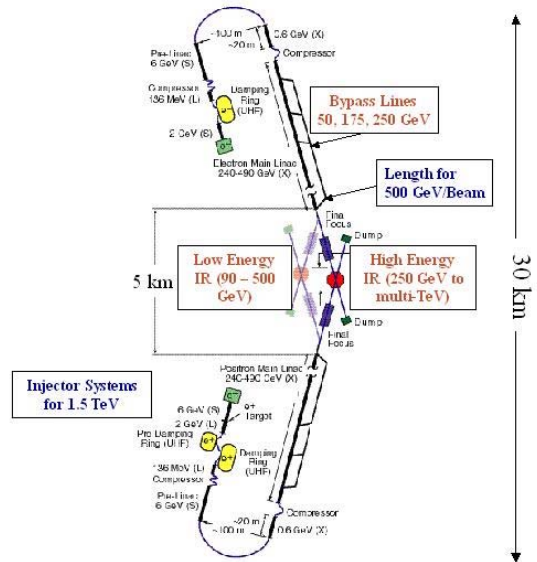 ~100 m
~20 m
0.6 GeV (X)
Compressor
Pre-Linac
6 GeV (S)
Compressor
136 MeV (L)
Damping
Ring
(UHF)
e-
2 GeV (S)
e-
Electron Main Linac
240-490 GeV (X)
Bypass Lines
50, 175, 250 GeV
Length for
500 GeV/Beam
Final
Focus
Dump
Low Energy
IR (90 – 500
GeV)
High Energy
IR (250 GeV to
multi-TeV)
5 km
30 km
Dump
Final
Focus
Positron Main Linac
240-490 GeV (X)
Injector Systems
for 1.5 TeV
e-
6 GeV (S)
e+
Target
2 GeV (L)
Pre Damping
Ring (UHF)
e+
e+
Damping
Ring
(UHF)
136 MeV (L)
Compressor
Pre-Linac
6 GeV (S)
Compressor
~20 m
~100 m
0.6 GeV (X)